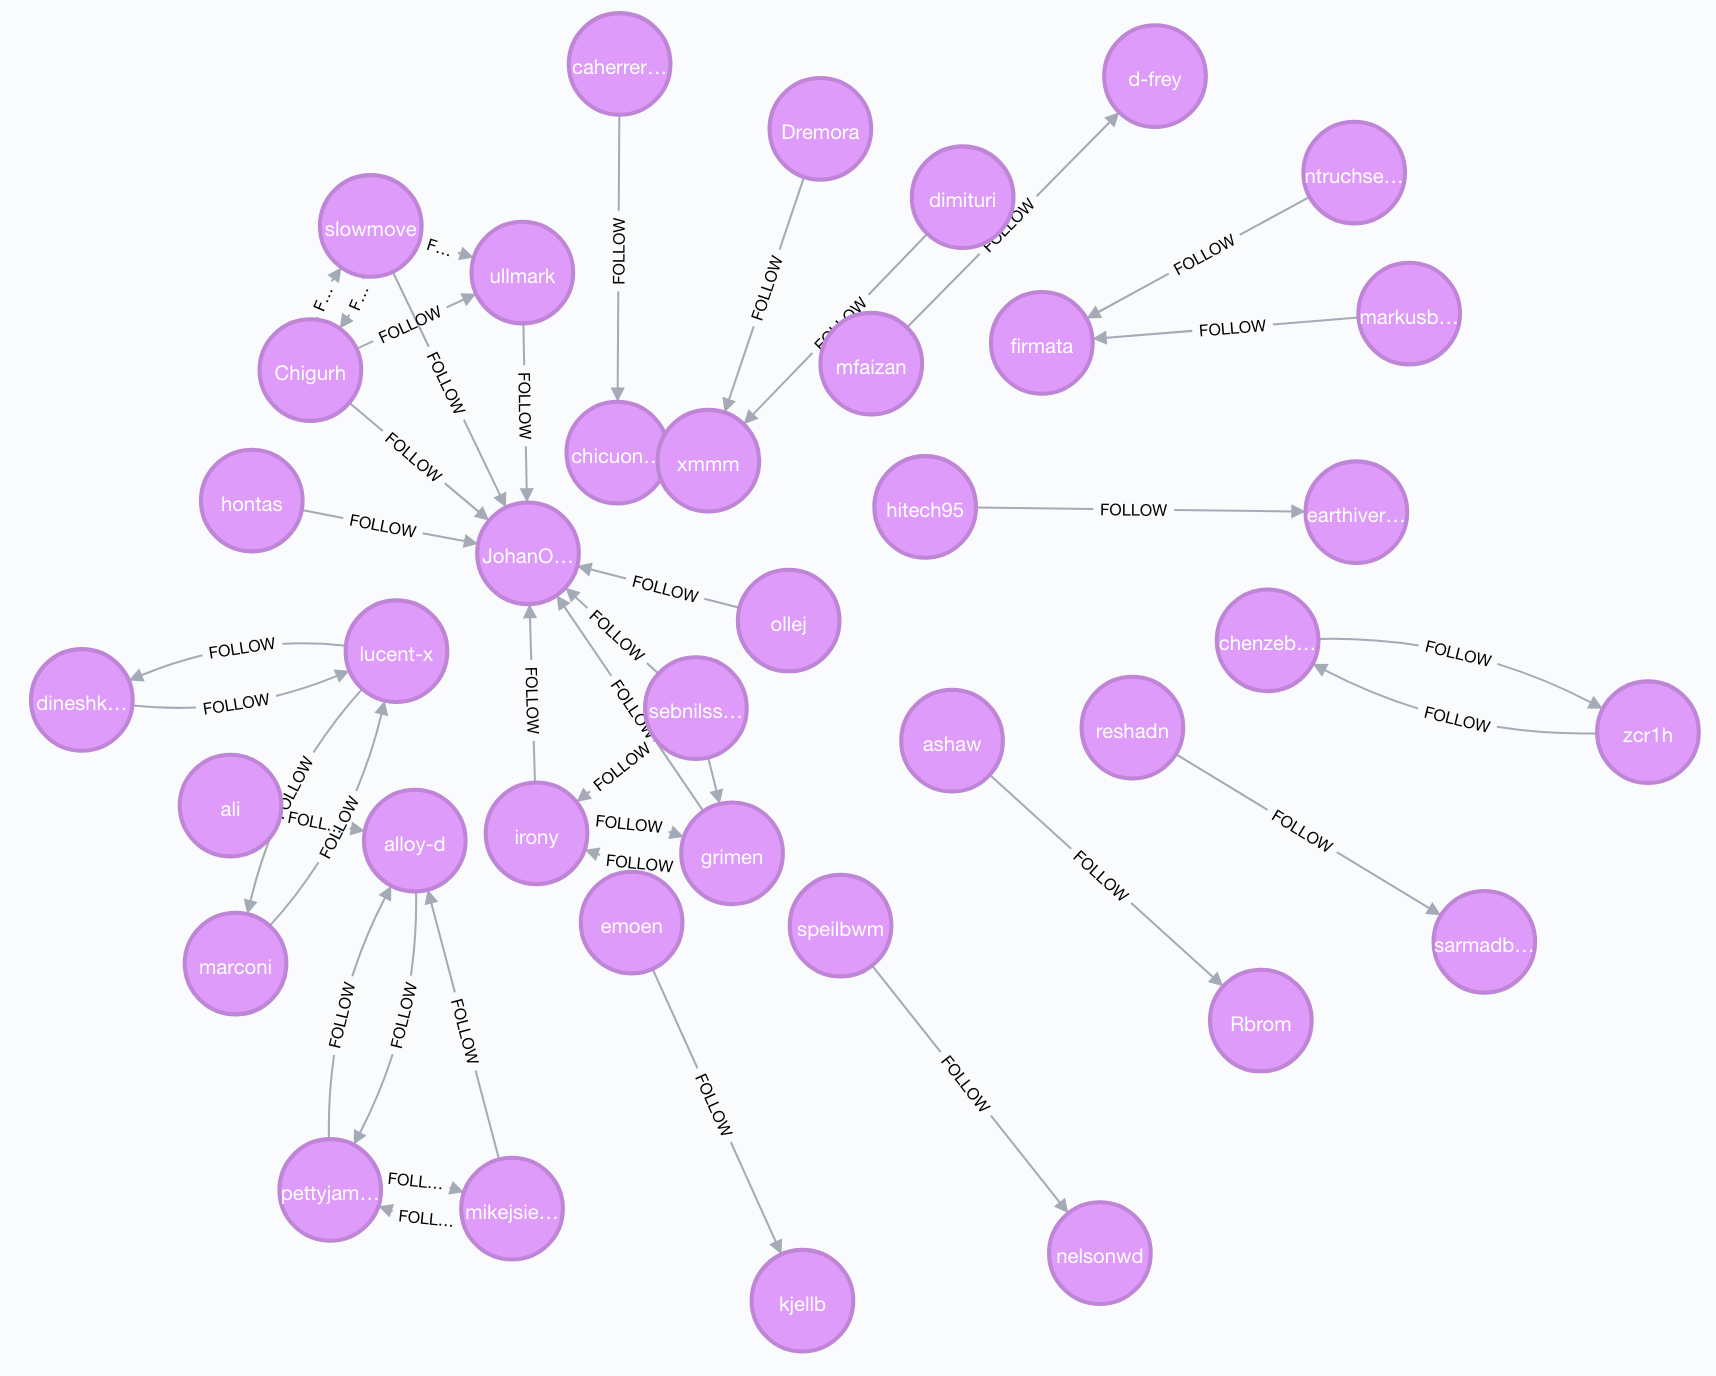 caherrer…
d-frey
Dremora
ntruchse…
dimituri
FOLLOW
slowmove
FOLLOW
F…
FOLLOW
ullmark
FOLLOW
F…
F…
markusb…
FOLLOW
FOLLOW
FOLLOW
FOLLOW
firmata
Chigurh
mfaizan
FOLLOW
FOLLOW
FOLLOW
chicuon…
xmmm
hontas
hitech95
FOLLOW
earthiver…
FOLLOW
JohanO…
FOLLOW
ollej
FOLLOW
chenzeb…
FOLLOW
FOLLOW
lucent-x
dineshk…
FOLLOW
FOLLOW
FOLLOW
sebnilss…
FOLLOW
reshadn
zcr1h
ashaw
FOLLOW
FOLLOW
ali
FOLL…
FOLLOW
alloy-d
irony
FOLLOW
grimen
FOLLOW
FOLLOW
FOLLOW
emoen
speilbwm
sarmadb…
marconi
FOLLOW
FOLLOW
FOLLOW
Rbrom
FOLLOW
FOLLOW
pettyjam…
FOLL…
FOLL…
mikejsie…
nelsonwd
kjellb